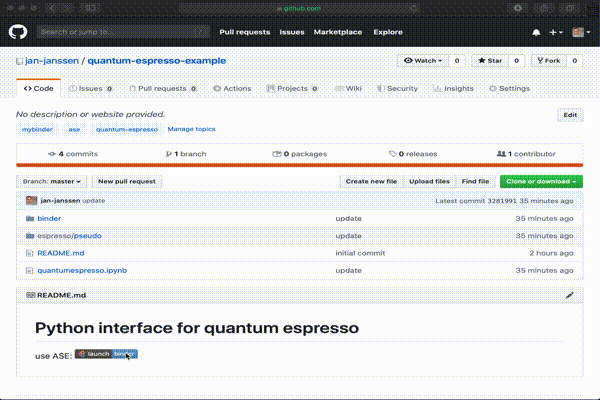 github.com
Search or jump to... / Pull requests Issues Marketplace Explore
jan-janssen / quantum-espresso-example Watch 0 Star 0 Fork 0
Code Issues 0 Pull requests 0 Actions Projects 0 Wiki Security Insights Settings
No description or website provided. Edit
mybinder ase quantum-espresso Manage topics
4 commits 1 branch 0 packages 0 releases 1 contributor
Branch: master New pull request Create new file Upload files Find file Clone or download
jan-janssen update Latest commit 3281991 35 minutes ago
binder update 35 minutes ago
espresso/pseudo update 35 minutes ago
README.md initial commit 2 hours ago
quantumespresso.ipynb update 35 minutes ago
README.md
Python interface for quantum espresso
use ASE: launch binder